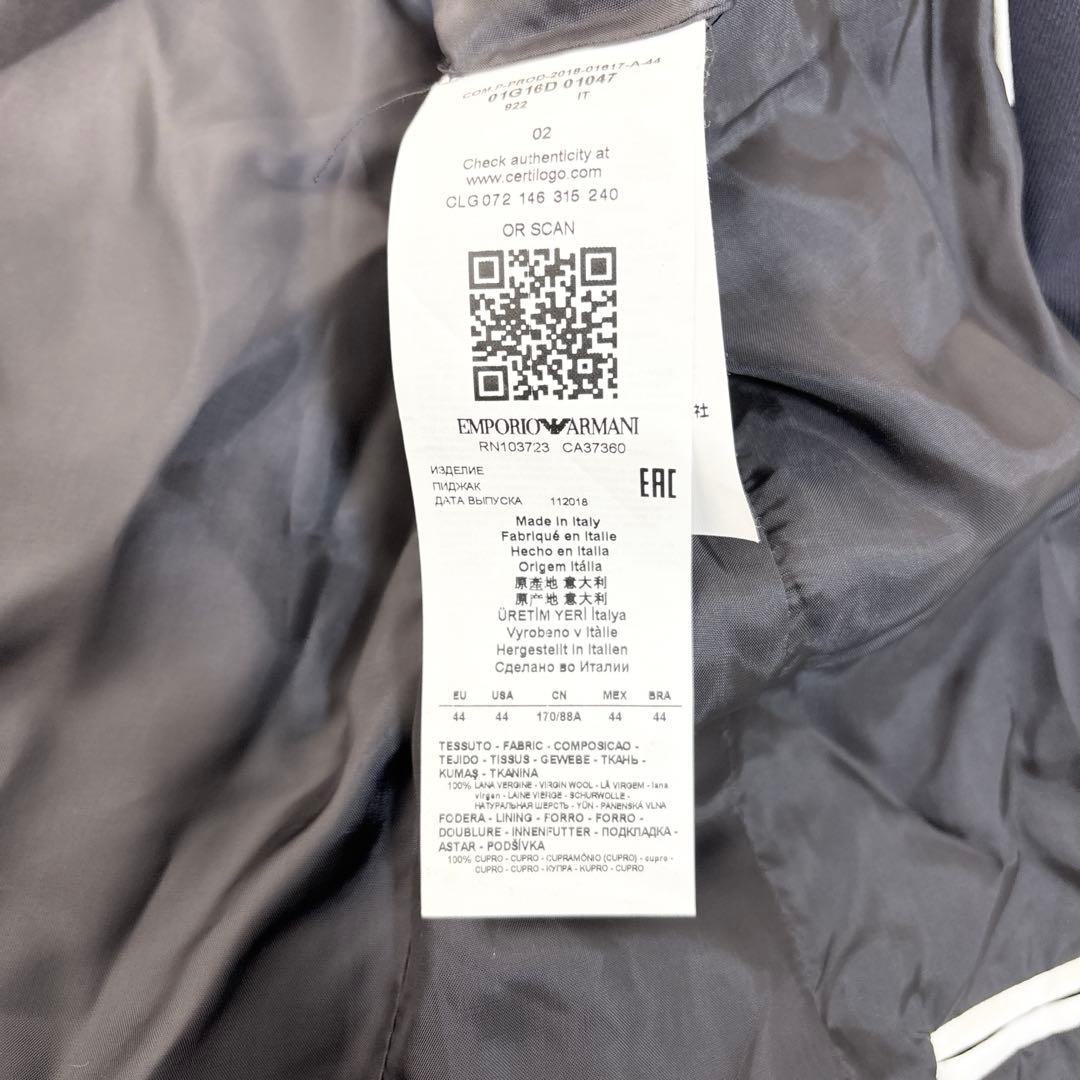 COM.P-PROD-2018-01617-A-44
01G16D 01047
922 IT
02
Check authenticity at
www.certilogo.com
CLG 072 146 315 240
OR SCAN
EMPORIO ARMANI
RN103723 CA37360
ИЗДЕЛИЕ
ПИДЖАК
ДАТА ВЫПУСКА 112018
EAC
Made in Italy
Fabriqué en Italie
Hecho en Italia
Origem Itália
原產地 意大利
原产地 意大利
ÜRETİM YERİ İtalya
Vyrobeno v Itálie
Hergestellt in Italien
Сделано во Италии
EU USA CN MEX BRA
44 44 170/88A 44 44
TESSUTO - FABRIC - COMPOSICAO -
TEJIDO - TISSUS - GEWEBE - ТКАНЬ -
KUMAŞ - TKANINA
100% LANA VERGINE - VIRGIN WOOL - LÃ VIRGEM - lana
virgen - LAINE VIERGE - SCHURWOLLE -
НАТУРАЛЬНАЯ ШЕРСТЬ - YÜN - PANENSKÁ VLNA
FODERA - LINING - FORRO - FORRO -
DOUBLURE - INNENFUTTER - ПОДКЛАДКА -
ASTAR - PODŠÍVKA
100% CUPRO - CUPRO - CUPRAMÔNIO (CUPRO) - cupro -
CUPRO - CUPRO - КУПРА - KUPRO - CUPRO
社